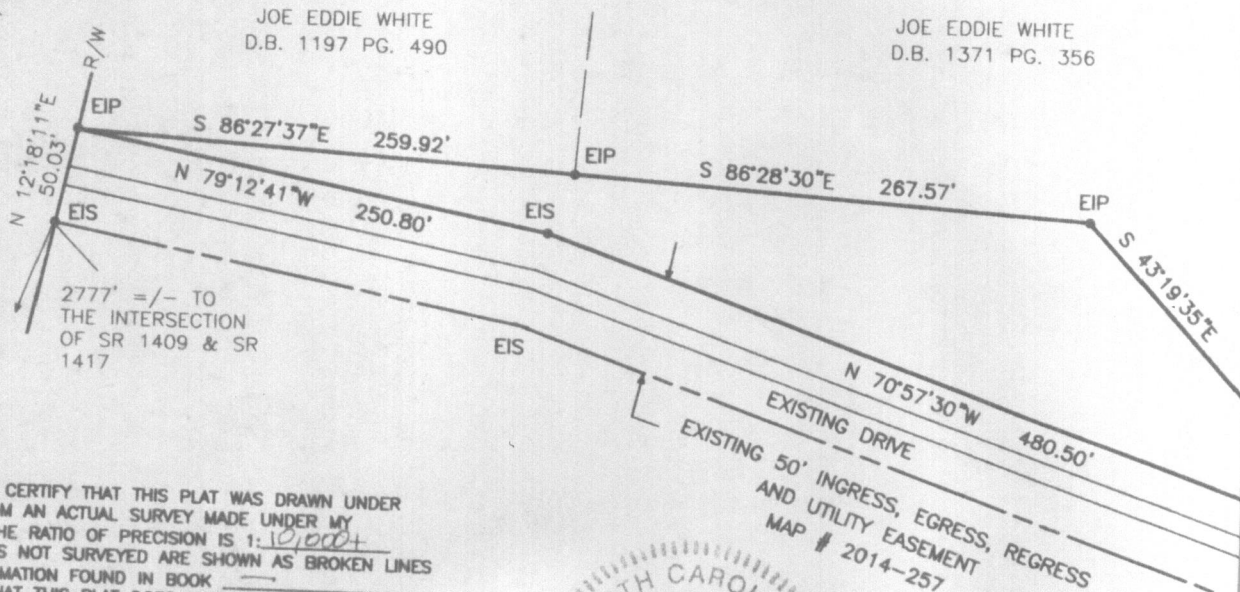 JOE EDDIE WHITE
D.B. 1197 PG. 490
JOE EDDIE WHITE
D.B. 1371 PG. 356
R/W
N 12°18'11"E
50.03'
EIP
S 86°27'37"E 259.92'
EIP
S 86°28'30"E 267.57'
EIP
S 43°19'35"E
N 79°12'41"W 250.80'
EIS
EIS
2777' =/- TO
THE INTERSECTION
OF SR 1409 & SR
1417
EIS
N 70°57'30"W 480.50'
EXISTING DRIVE
EXISTING 50' INGRESS, EGRESS, REGRESS
AND UTILITY EASEMENT
MAP # 2014-257
CERTIFY THAT THIS PLAT WAS DRAWN UNDER
M AN ACTUAL SURVEY MADE UNDER MY
HE RATIO OF PRECISION IS 1: 10,000+
S NOT SURVEYED ARE SHOWN AS BROKEN LINES
MATION FOUND IN BOOK
TH CARO